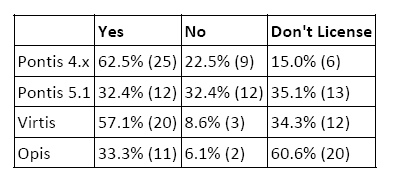 Yes No Don't License
Pontis 4.x 62.5% (25) 22.5% (9) 15.0% (6)
Pontis 5.1 32.4% (12) 32.4% (12) 35.1% (13)
Virtis 57.1% (20) 8.6% (3) 34.3% (12)
Opis 33.3% (11) 6.1% (2) 60.6% (20)